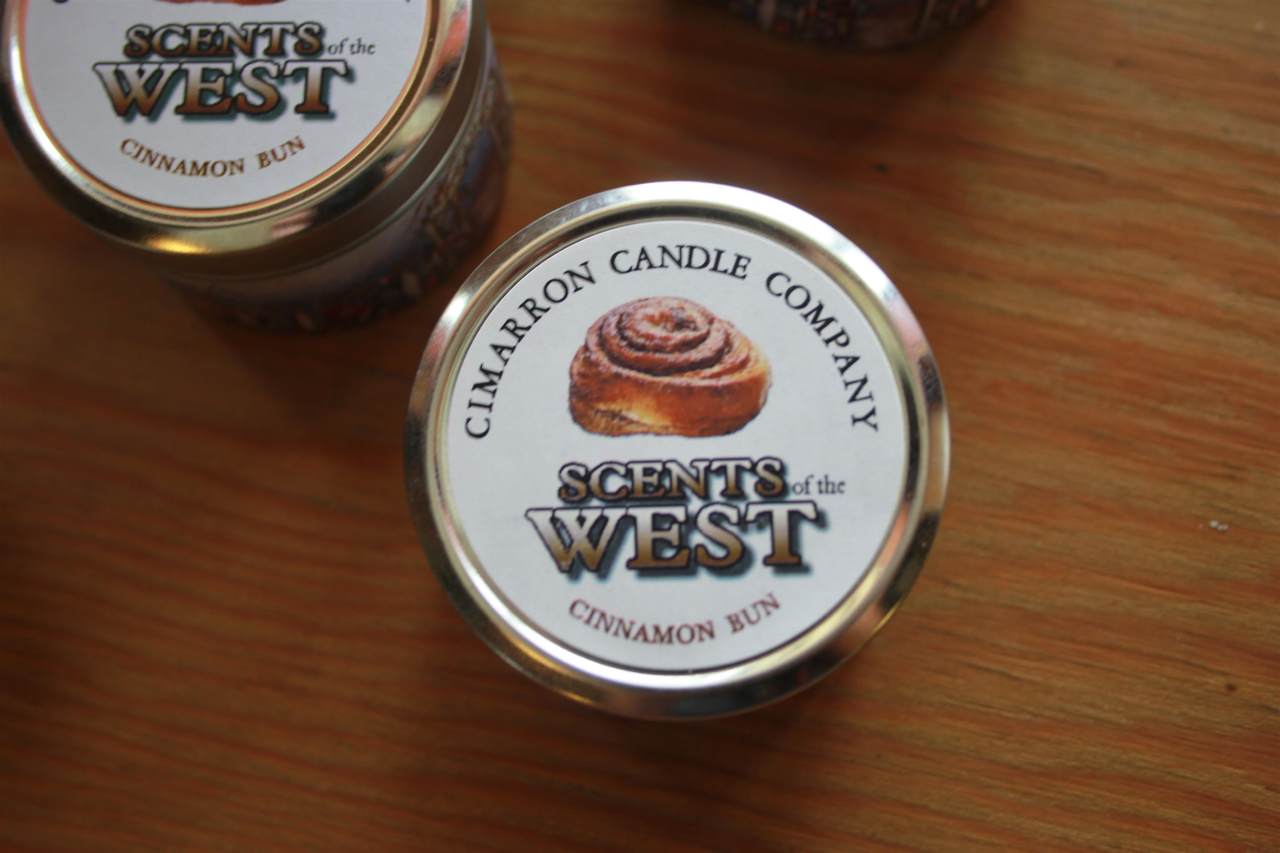 SCENTS of the
WEST
CINNAMON BUN
CIMARRON CANDLE COMPANY
SCENTS of the
WEST
CINNAMON BUN